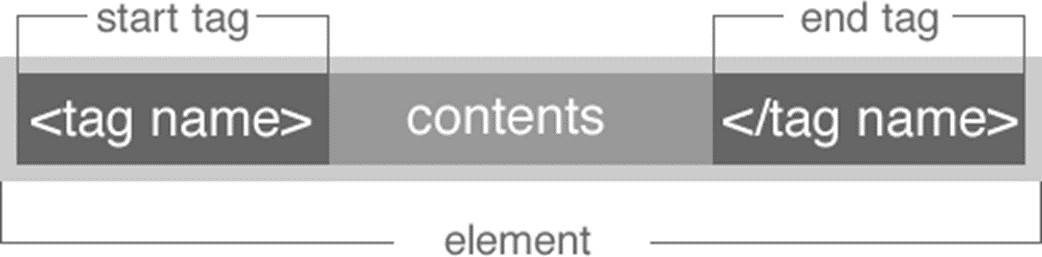 start tag end tag
<tag name> contents </tag name>
element